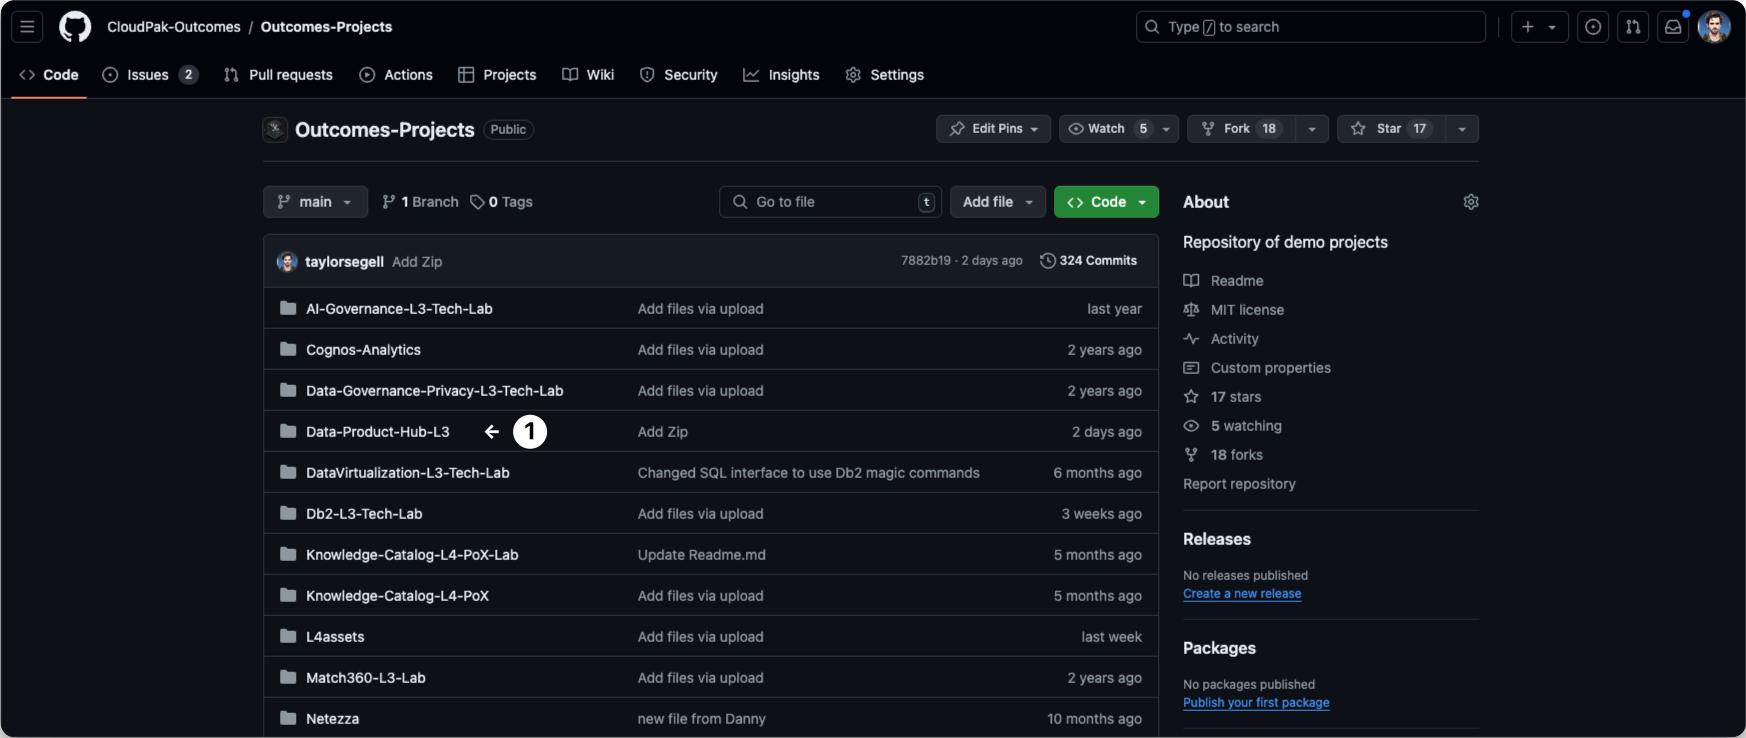 CloudPak-Outcomes / Outcomes-Projects
Type / to search
Code
Issues 2
Pull requests
Actions
Projects
Wiki
Security
Insights
Settings
Outcomes-Projects Public
Edit Pins
Watch 5
Fork 18
Star 17
main
1 Branch
0 Tags
Go to file t
Add file
Code
taylorsegell Add Zip 7882b19 · 2 days ago 324 Commits
AI-Governance-L3-Tech-Lab Add files via upload last year
Cognos-Analytics Add files via upload 2 years ago
Data-Governance-Privacy-L3-Tech-Lab Add files via upload 2 years ago
Data-Product-Hub-L3 ← 1 Add Zip 2 days ago
DataVirtualization-L3-Tech-Lab Changed SQL interface to use Db2 magic commands 6 months ago
Db2-L3-Tech-Lab Add files via upload 3 weeks ago
Knowledge-Catalog-L4-PoX-Lab Update Readme.md 5 months ago
Knowledge-Catalog-L4-PoX Add files via upload 5 months ago
L4assets Add files via upload last week
Match360-L3-Lab Add files via upload 2 years ago
Netezza new file from Danny 10 months ago
About
Repository of demo projects
Readme
MIT license
Activity
Custom properties
17 stars
5 watching
18 forks
Report repository
Releases
No releases published
Create a new release
Packages
No packages published
Publish your first package